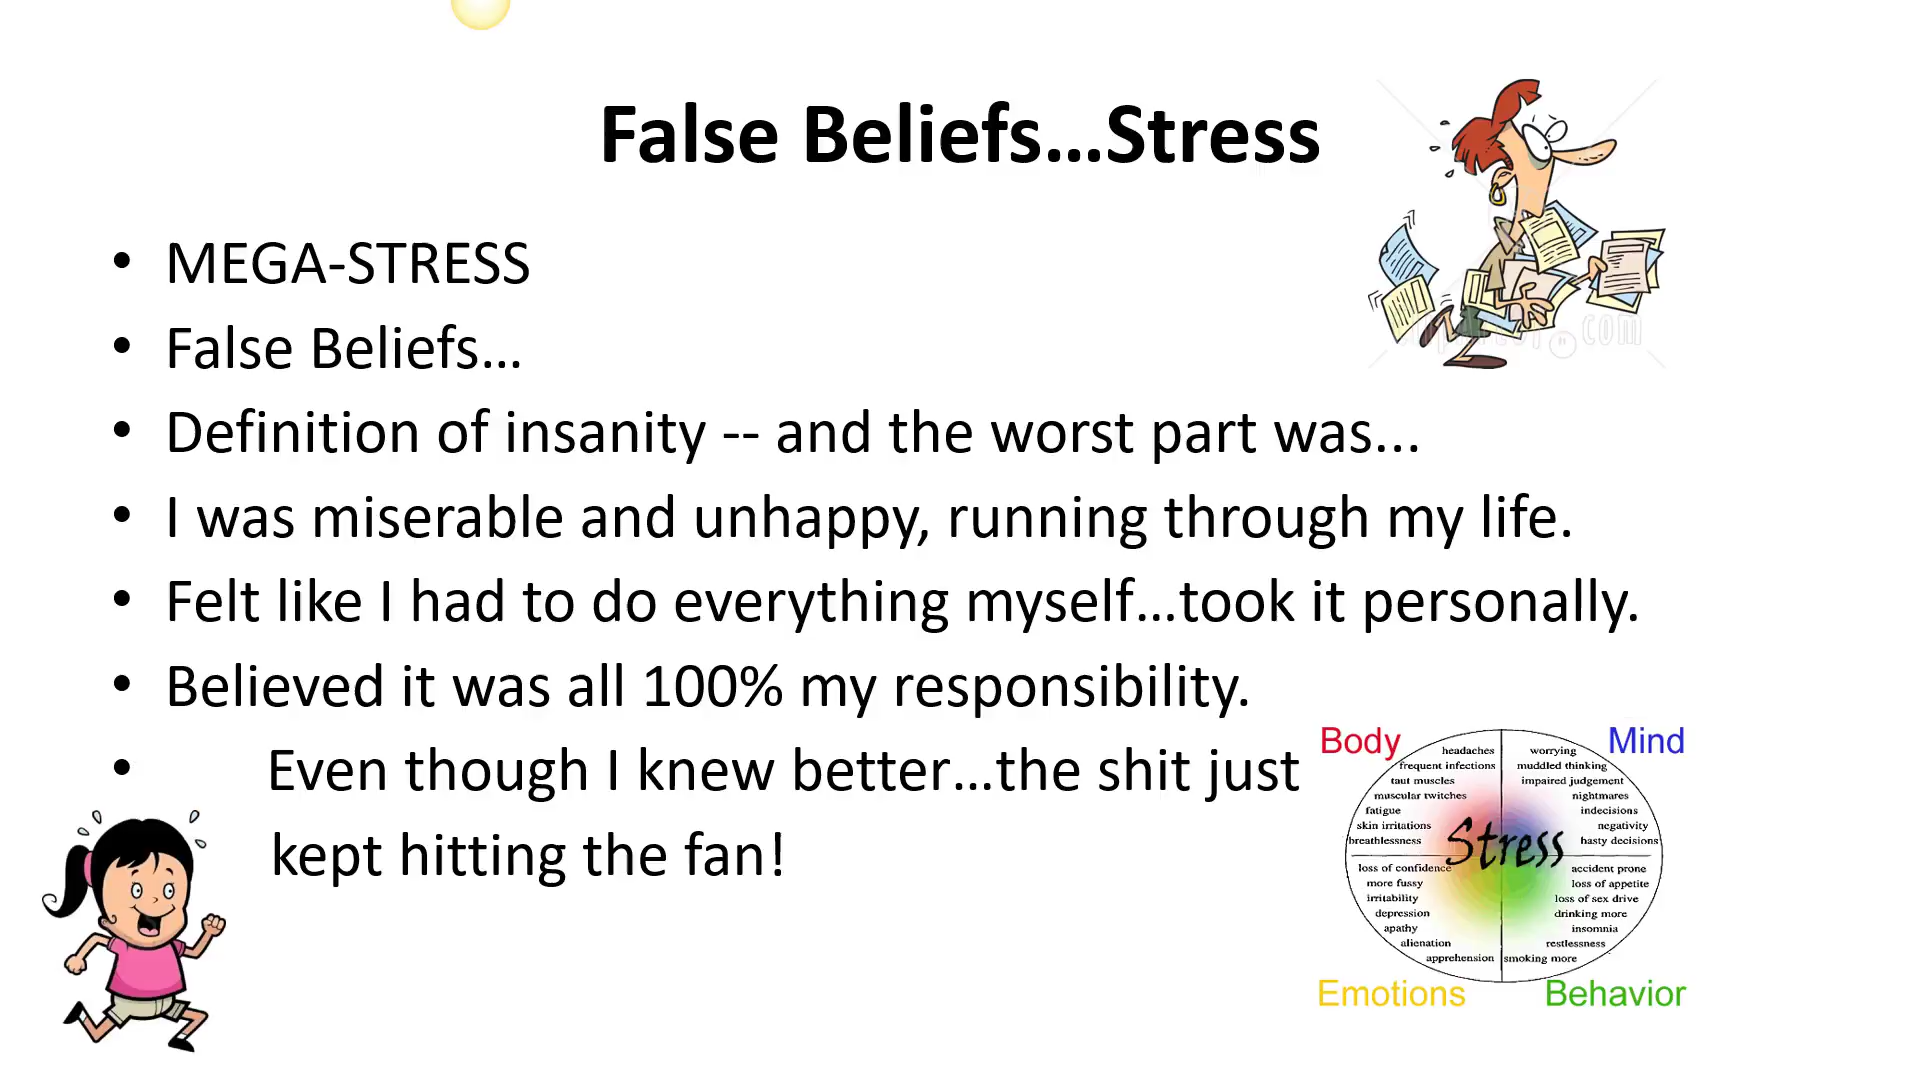 False Beliefs...Stress
• MEGA-STRESS
• False Beliefs...
• Definition of insanity -- and the worst part was...
• I was miserable and unhappy, running through my life.
• Felt like I had to do everything myself...took it personally.
• Believed it was all 100% my responsibility.
• Even though I knew better...the shit just
kept hitting the fan!
Body
headaches
frequent infections
taut muscles
muscular twitches
fatigue
skin irritations
breathlessness
Mind
worrying
muddled thinking
impaired judgement
nightmares
indecisions
negativity
hasty decisions
Stress
loss of confidence
more fussy
irritability
depression
apathy
alienation
apprehension
Emotions
accident prone
loss of appetite
loss of sex drive
drinking more
insomnia
restlessness
smoking more
Behavior
.com